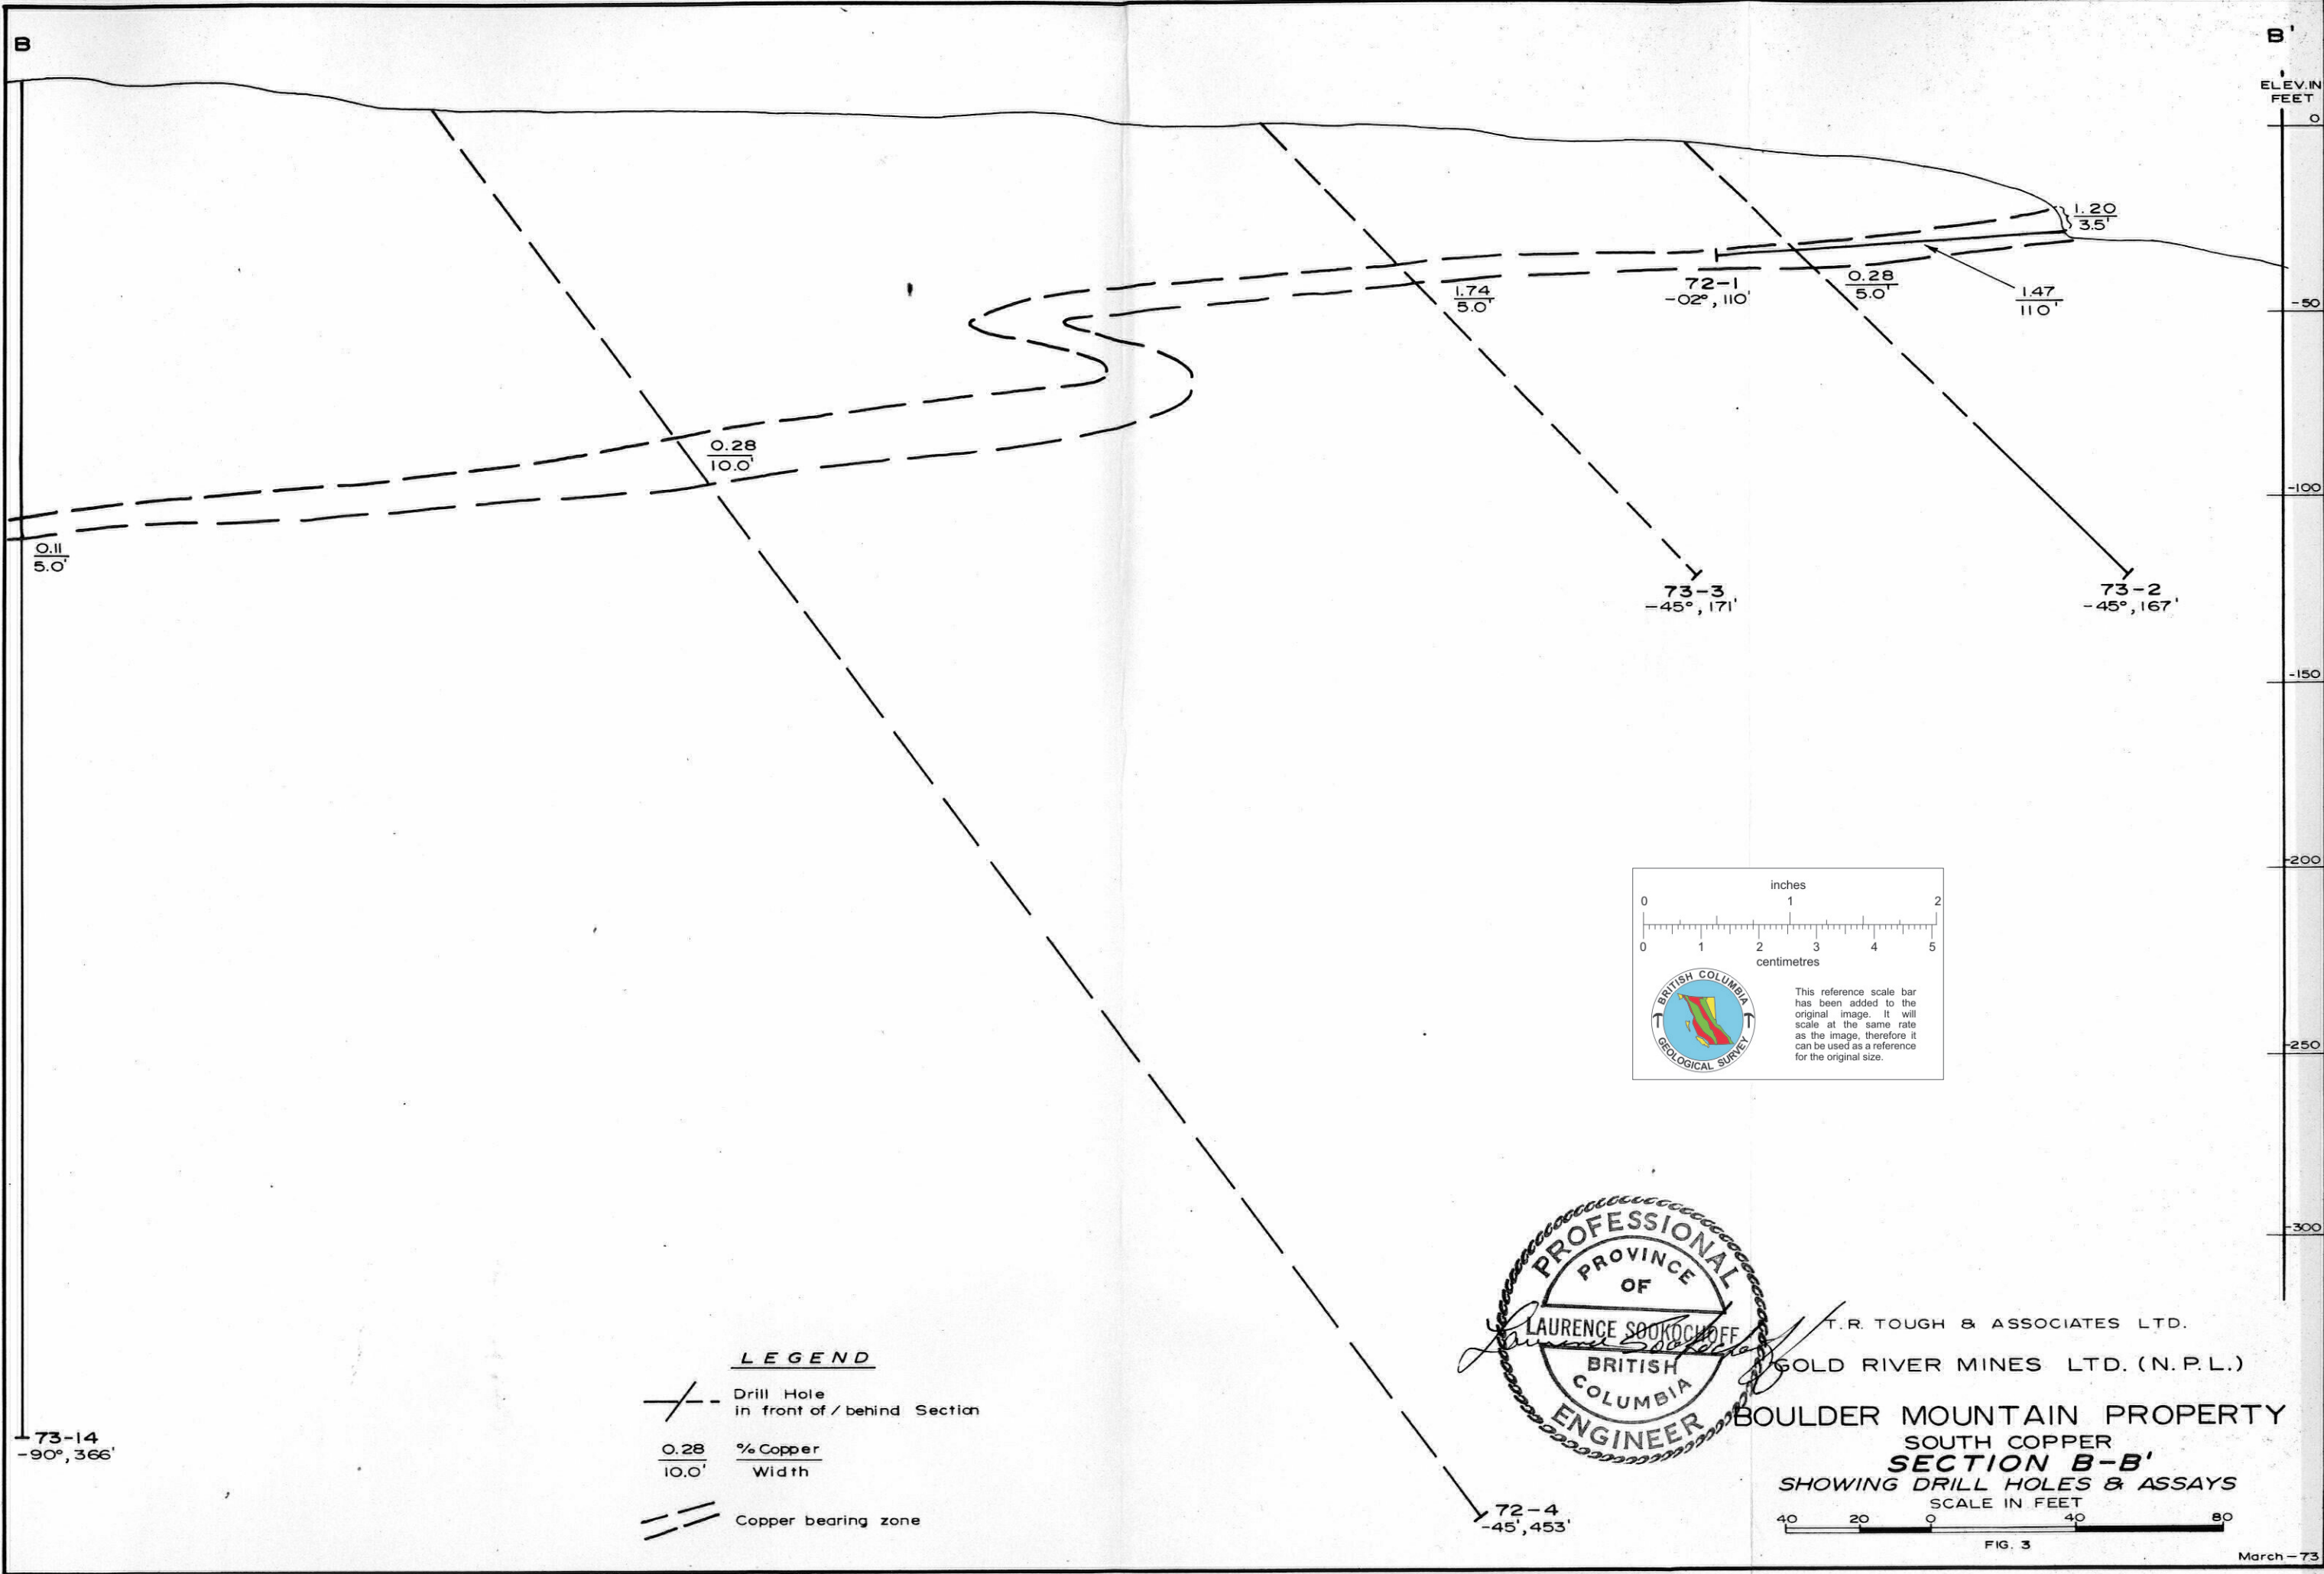 B
B'
ELEV.IN
FEET
0
-50
-100
-150
-200
-250
-300
1.20
3.5'
0.28
5.0'
1.47
110'
72-1
-02°, 110'
1.74
5.0'
0.28
10.0'
0.11
5.0'
73-3
-45°, 171'
73-2
-45°, 167'
inches
0 1 2
0 1 2 3 4 5
centimetres
BRITISH COLUMBIA
GEOLOGICAL SURVEY
This reference scale bar
has been added to the
original image. It will
scale at the same rate
as the image, therefore it
can be used as a reference
for the original size.
73-14
-90°, 366'
LEGEND
Drill Hole
in front of / behind Section
0.28
10.0'
% Copper
Width
Copper bearing zone
72-4
-45', 453'
PROFESSIONAL
PROVINCE
OF
LAURENCE SOOKOCHOFF
BRITISH
COLUMBIA
ENGINEER
T.R. TOUGH & ASSOCIATES LTD.
GOLD RIVER MINES LTD. (N.P.L.)
BOULDER MOUNTAIN PROPERTY
SOUTH COPPER
SECTION B-B'
SHOWING DRILL HOLES & ASSAYS
SCALE IN FEET
40 20 0 40 80
FIG. 3
March-73